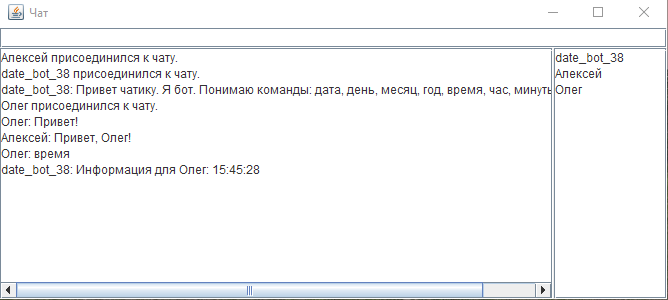 Чат
Алексей присоединился к чату.
date_bot_38 присоединился к чату.
date_bot_38: Привет чатику. Я бот. Понимаю команды: дата, день, месяц, год, время, час, минуты
Олег присоединился к чату.
Олег: Привет!
Алексей: Привет, Олег!
Олег: время
date_bot_38: Информация для Олег: 15:45:28
date_bot_38
Алексей
Олег